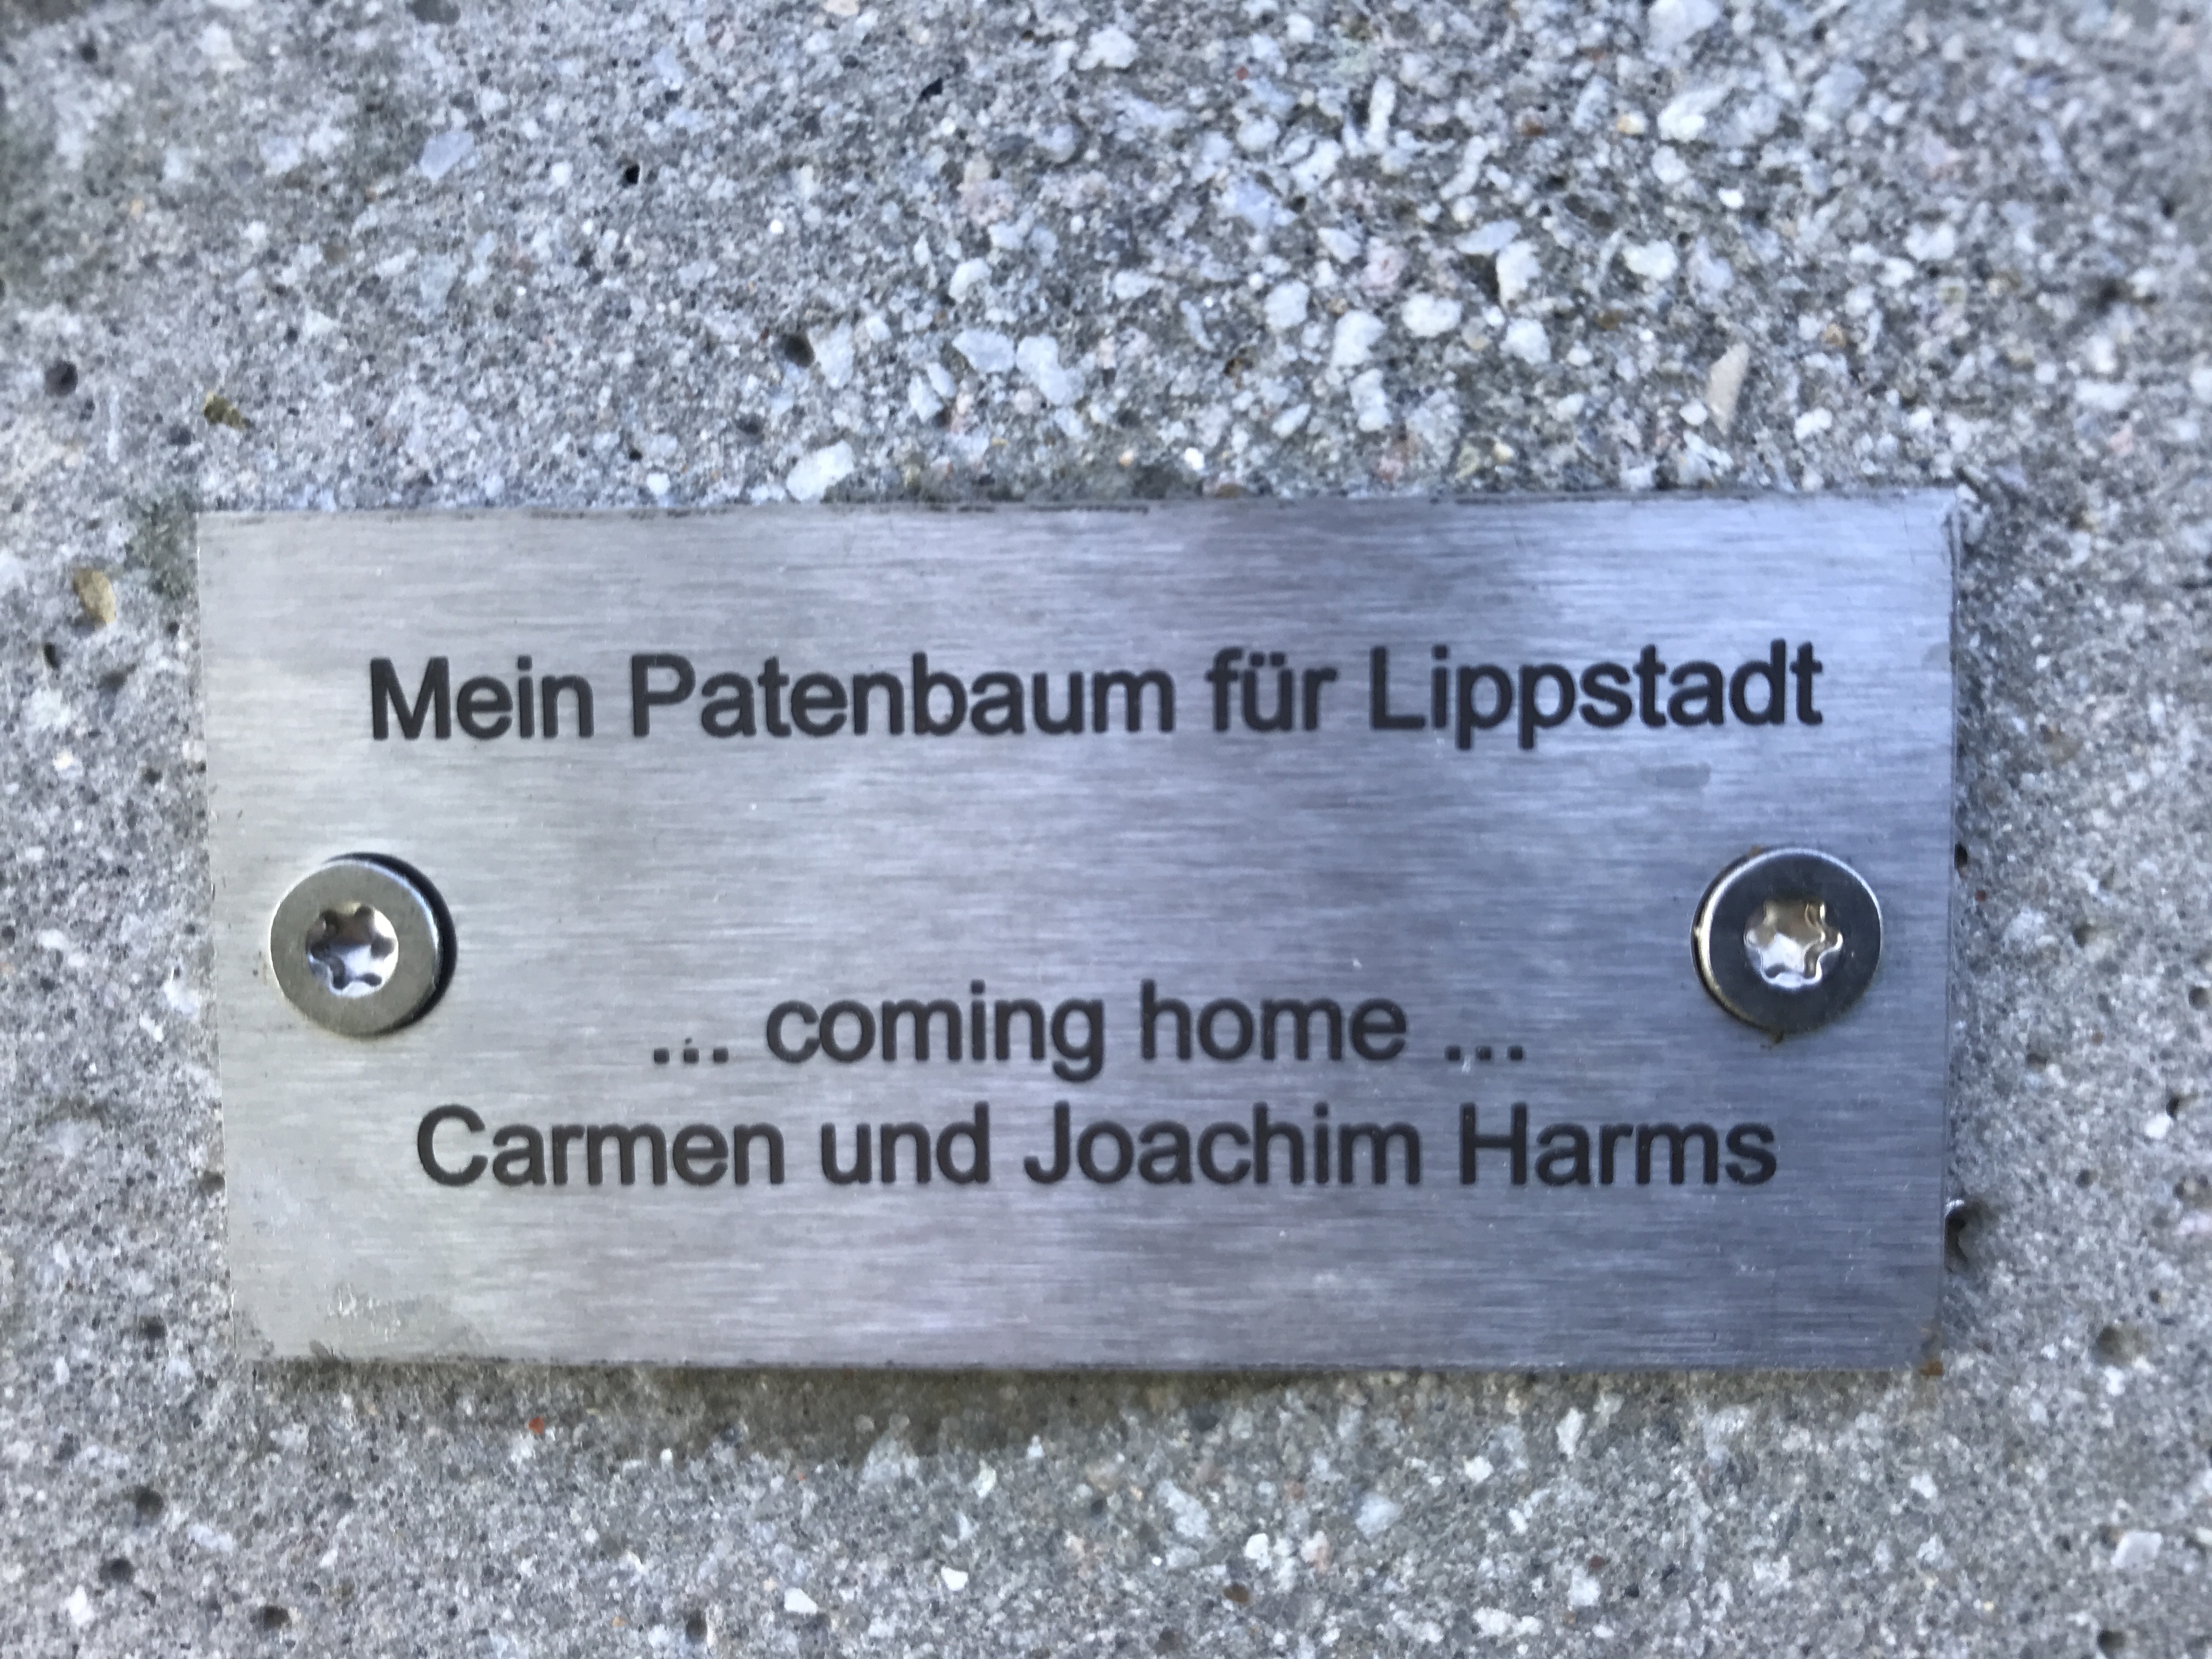 Mein Patenbaum für Lippstadt
... coming home ...
Carmen und Joachim Harms